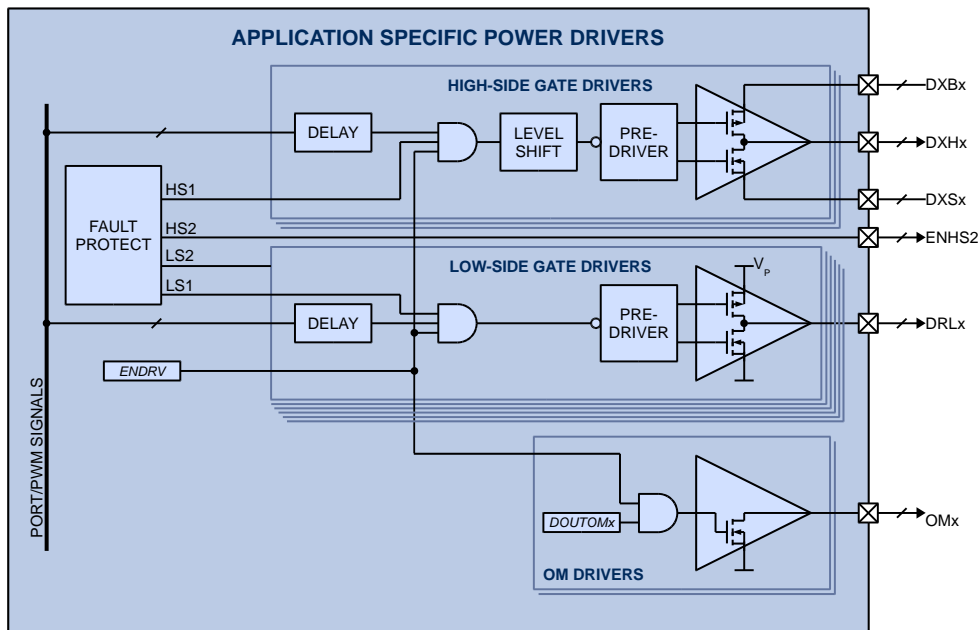 APPLICATION SPECIFIC POWER DRIVERS
HIGH-SIDE GATE DRIVERS
DXBx
DELAY
LEVEL
SHIFT
PRE-
DRIVER
DXHx
HS1
DXSx
FAULT
PROTECT
HS2
ENHS2
LS2
LOW-SIDE GATE DRIVERS
VP
LS1
DELAY
PRE-
DRIVER
DRLx
ENDRV
PORT/PWM SIGNALS
DOUTOMx
OMx
OM DRIVERS